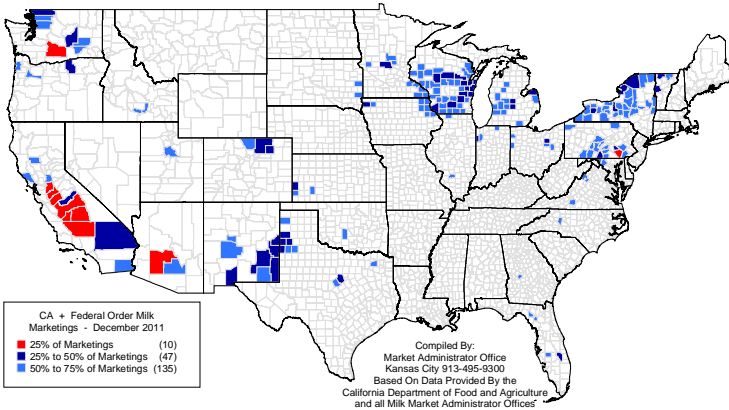 CA + Federal Order Milk
Marketings - December 2011
25% of Marketings (10)
25% to 50% of Marketings (47)
50% to 75% of Marketings (135)
Compiled By:
Market Administrator Office
Kansas City 913-495-9300
Based On Data Provided By the
California Department of Food and Agriculture
and all Milk Market Administrator Offices